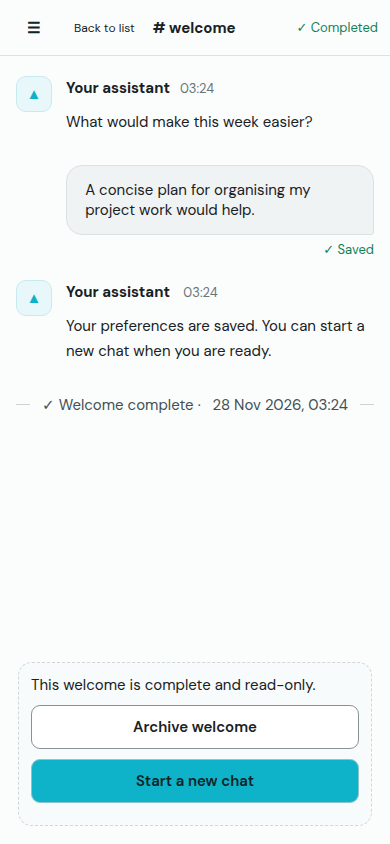 ☰ Back to list # welcome ✓ Completed
Your assistant 03:24
What would make this week easier?
A concise plan for organising my
project work would help.
✓ Saved
Your assistant 03:24
Your preferences are saved. You can start a
new chat when you are ready.
✓ Welcome complete · 28 Nov 2026, 03:24
This welcome is complete and read-only.
Archive welcome
Start a new chat